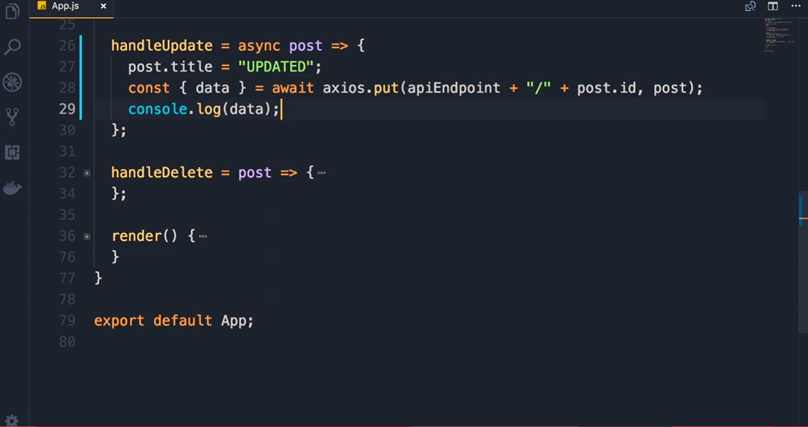 App.js ×
25
26 handleUpdate = async post => {
27 post.title = "UPDATED";
28 const { data } = await axios.put(apiEndpoint + "/" + post.id, post);
29 console.log(data);
30 };
31
32 handleDelete = post => {⋯
34 };
35
36 render() {⋯
76 }
77 }
78
79 export default App;
80